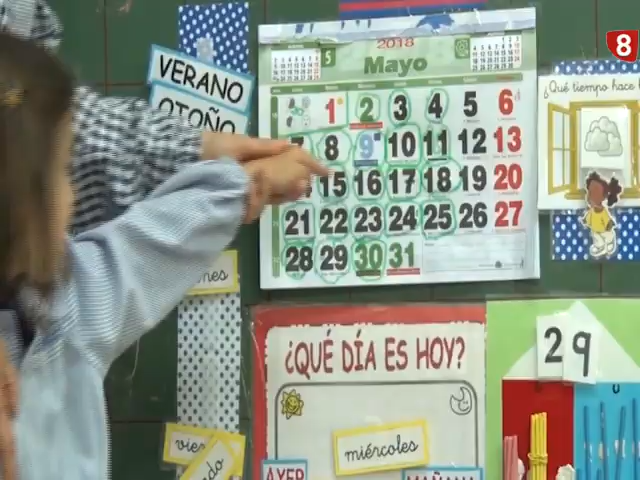 8
VERANO
OTOÑO
2018
5
Mayo
1 2 3 4 5 6
7 8 9 10 11 12 13
15 16 17 18 19 20
21 22 23 24 25 26 27
28 29 30 31
¿Qué tiempo hace
29
¿QUÉ DÍA ES HOY?
miércoles
AYER
MAÑANA